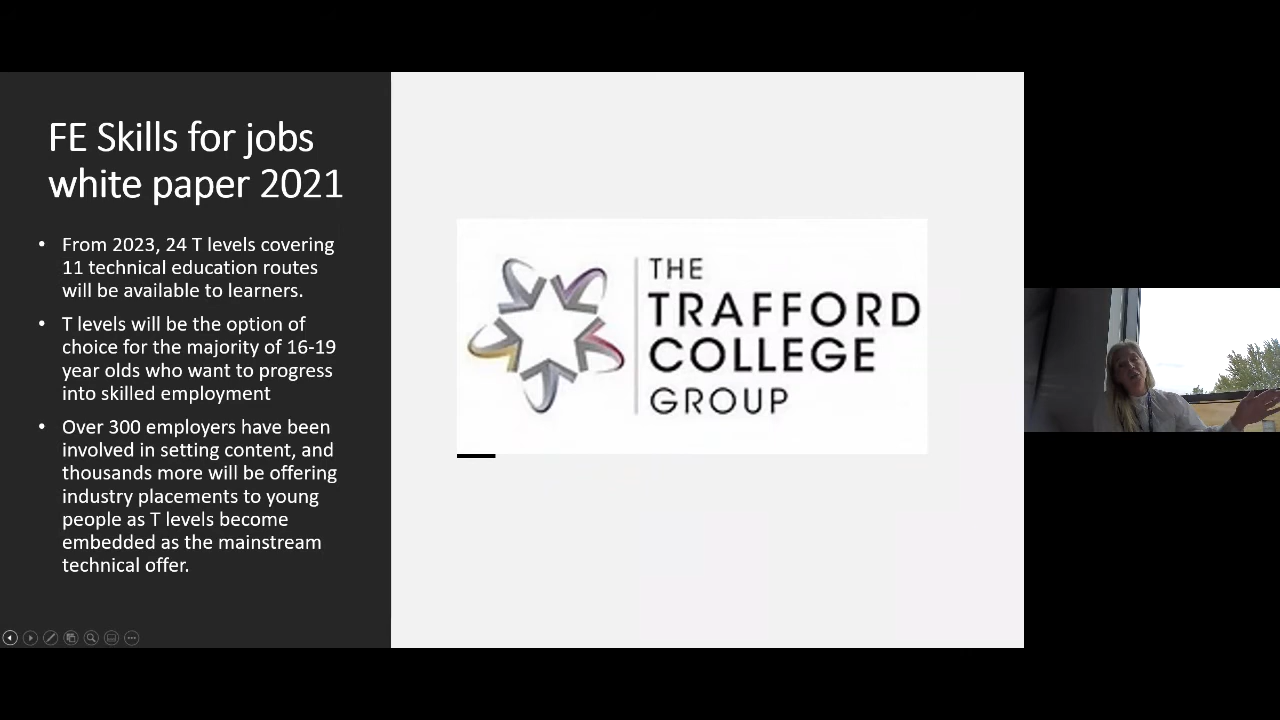 FE Skills for jobs
white paper 2021
• From 2023, 24 T levels covering
11 technical education routes
will be available to learners.
• T levels will be the option of
choice for the majority of 16-19
year olds who want to progress
into skilled employment
• Over 300 employers have been
involved in setting content, and
thousands more will be offering
industry placements to young
people as T levels become
embedded as the mainstream
technical offer.
THE
TRAFFORD
COLLEGE
GROUP